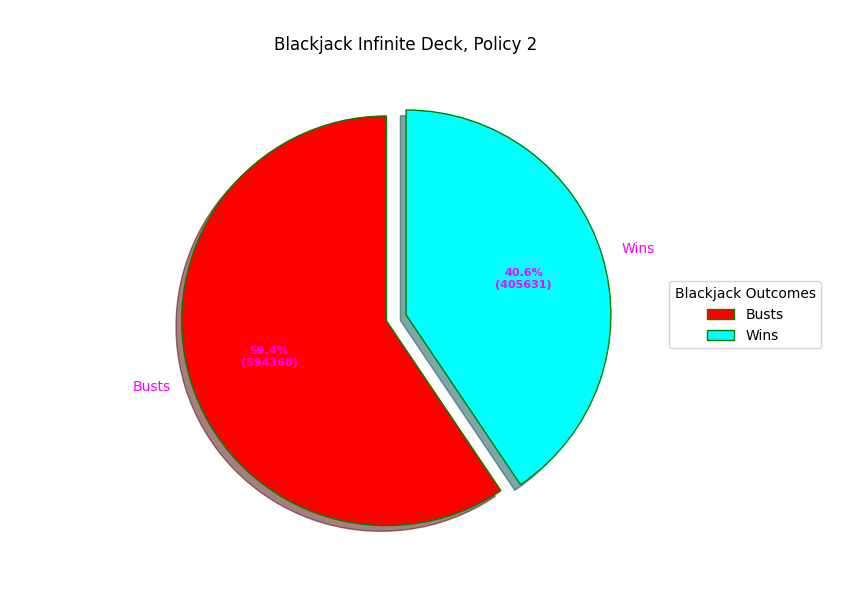 Blackjack Infinite Deck, Policy 2
Wins
40.6%
(405631)
Blackjack Outcomes
Busts
Wins
59.4%
(594368)
Busts